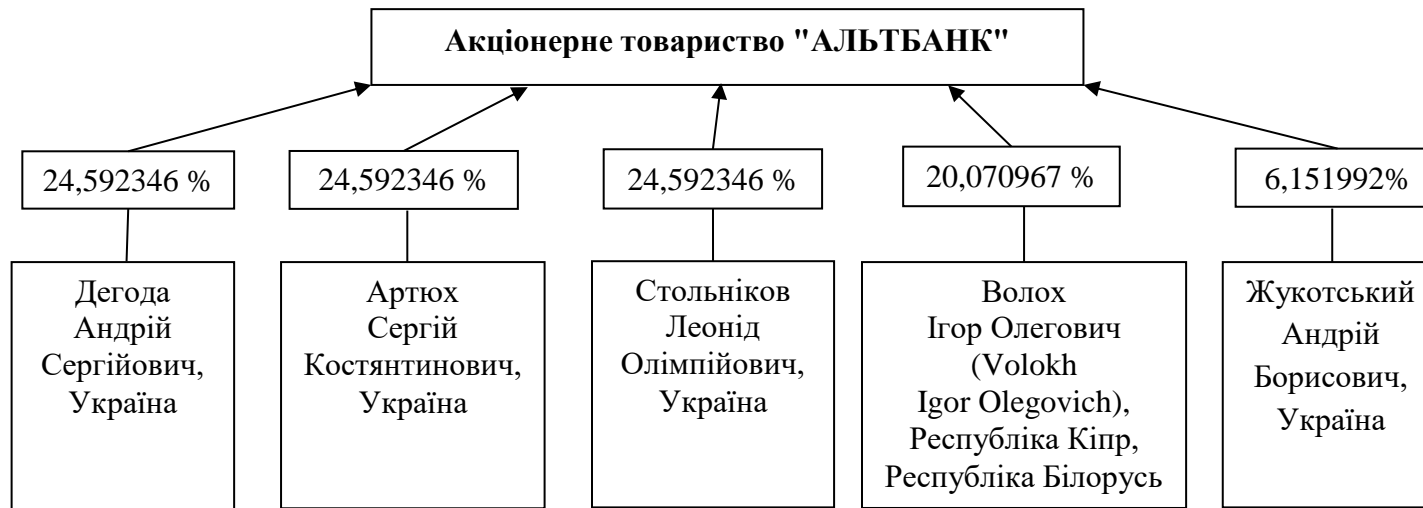 Акціонерне товариство "АЛЬТБАНК"
24,592346 %
24,592346 %
24,592346 %
20,070967 %
6,151992%
Дегода
Андрій
Сергійович,
Україна
Артюх
Сергій
Костянтинович,
Україна
Стольніков
Леонід
Олімпійович,
Україна
Волох
Ігор Олегович
(Volokh
Igor Olegovich),
Республіка Кіпр,
Республіка Білорусь
Жукотський
Андрій
Борисович,
Україна